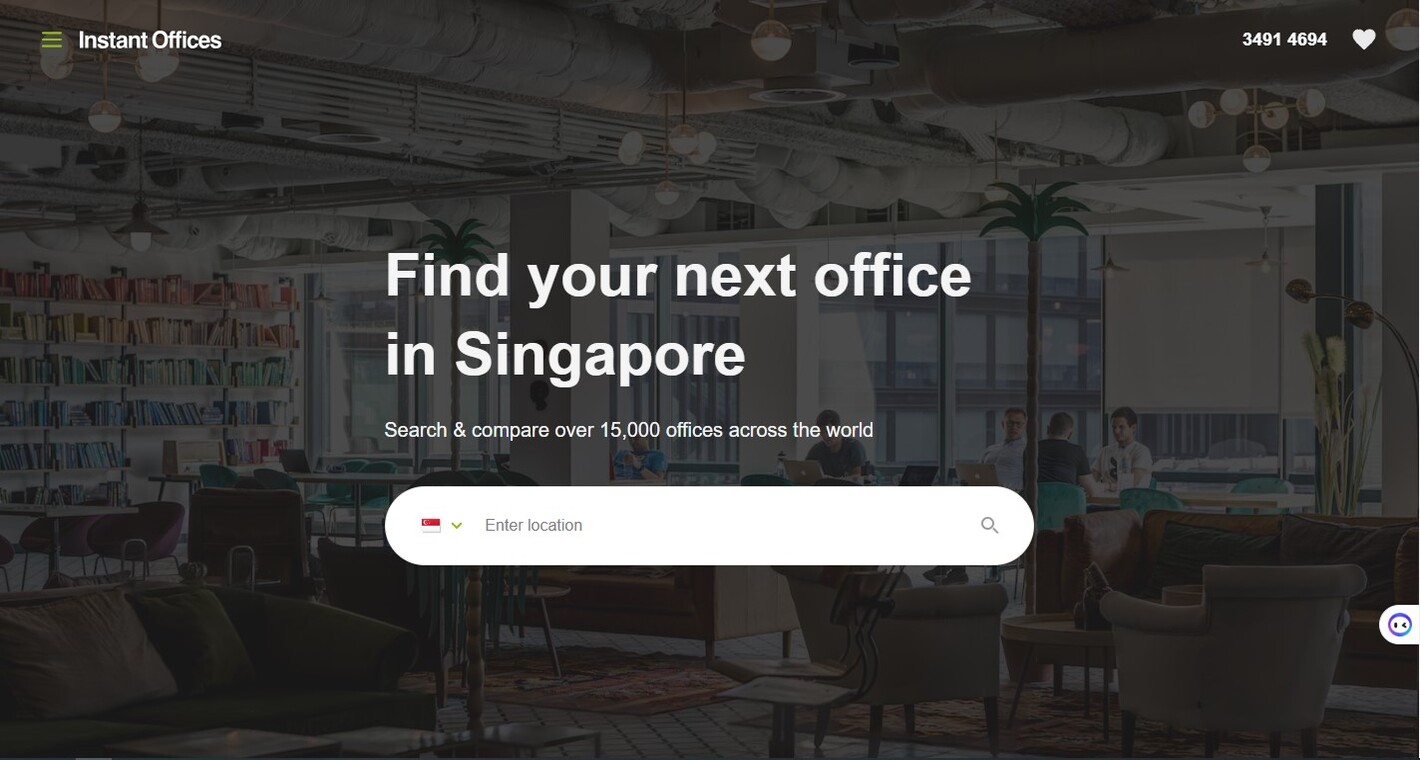 Instant Offices
3491 4694
Find your next office
in Singapore
Search & compare over 15,000 offices across the world
Enter location